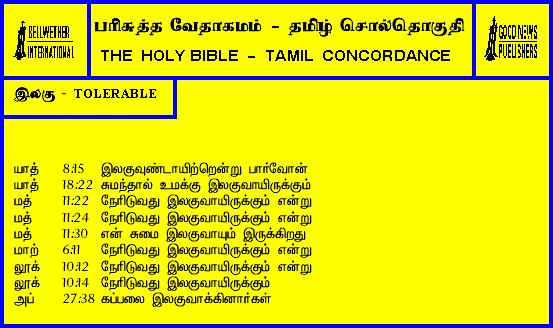 BELLWETHER INTERNATIONAL
பரிசுத்த வேதாகமம் - தமிழ் சொல்தொகுதி
THE HOLY BIBLE - TAMIL CONCORDANCE
GOOD NEWS PUBLISHERS
இலகு - TOLERABLE
யாத் 8:15 இலகுவுண்டாயிற்றென்று பார்வோன்
யாத் 18:22 சுமந்தால் உமக்கு இலகுவாயிருக்கும்
மத் 11:22 நேரிடுவது இலகுவாயிருக்கும் என்று
மத் 11:24 நேரிடுவது இலகுவாயிருக்கும் என்று
மத் 11:30 என் சுமை இலகுவாயும் இருக்கிறது
மாற் 6:11 நேரிடுவது இலகுவாயிருக்கும் என்று
லூக் 10:12 நேரிடுவது இலகுவாயிருக்கும் என்று
லூக் 10:14 நேரிடுவது இலகுவாயிருக்கும்
அப் 27:38 கப்பலை இலகுவாக்கினார்கள்